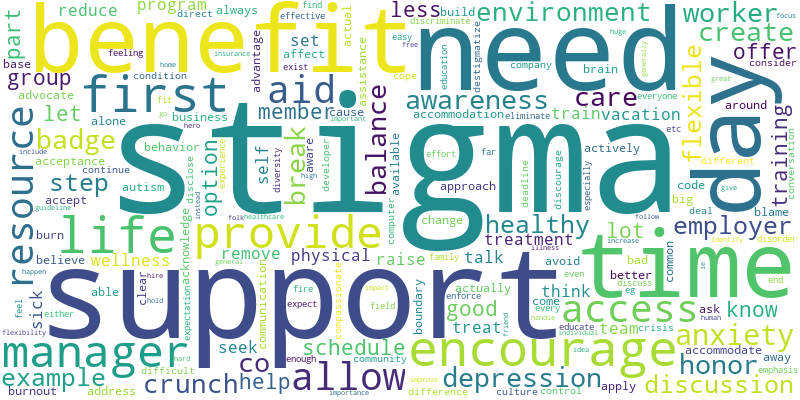 reduce program direct always effective find actual less build environment worker
part benefit need create
base feeling advantage set affect easy free discriminate destigmatize company huge generally offer
group first aid exist insurance assistance cope education brain focus great consider
home condition member cause awareness care flexible everyone around
advocate fit go business important accommodation eliminate train vacation day training
let alone hero stigma etc conversation
resource badge behavior option experience self diversity break aware high developer balance available actively different
acceptance include continue disclose approach effort far deadline discourage especially code give
step autism accept instead folk healthcare computer big deal blame
guideline burn life provide change healthy lot employer
believe acknowledge remove physical raise treatment illness follow
happen wellness talk avoid increase identify disorder
feel sick able clear hire expectation communication compassionate family bad common discuss end
flexibility either support general fire expect impact field boundary actually enforce come think better ie eg time
hold every even access ask know
manager hard seek enough schedule community good treat handle friend educate team crisis human anxiety
example difficult co allow encourage individual idea accommodate away
crunch help improve depression apply honor emphasis
burnout address importance difference culture control discussion